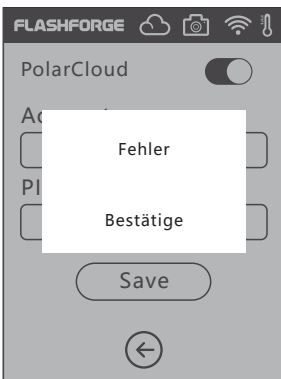 FLASHFORGE
PolarCloud
Fehler
Bestätige
Save